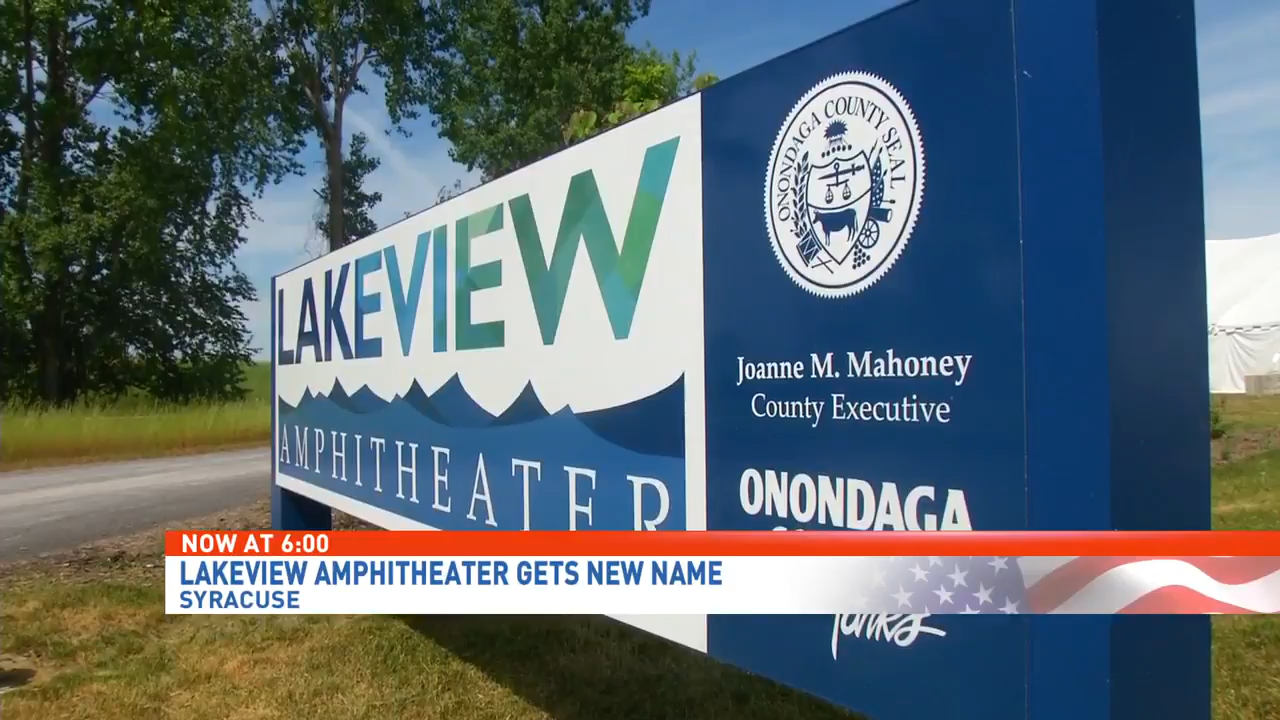 LAKEVIEW
AMPHITHEATER
ONONDAGA COUNTY SEAL
Joanne M. Mahoney
County Executive
ONONDAGA
Parks
NOW AT 6:00
LAKEVIEW AMPHITHEATER GETS NEW NAME
SYRACUSE